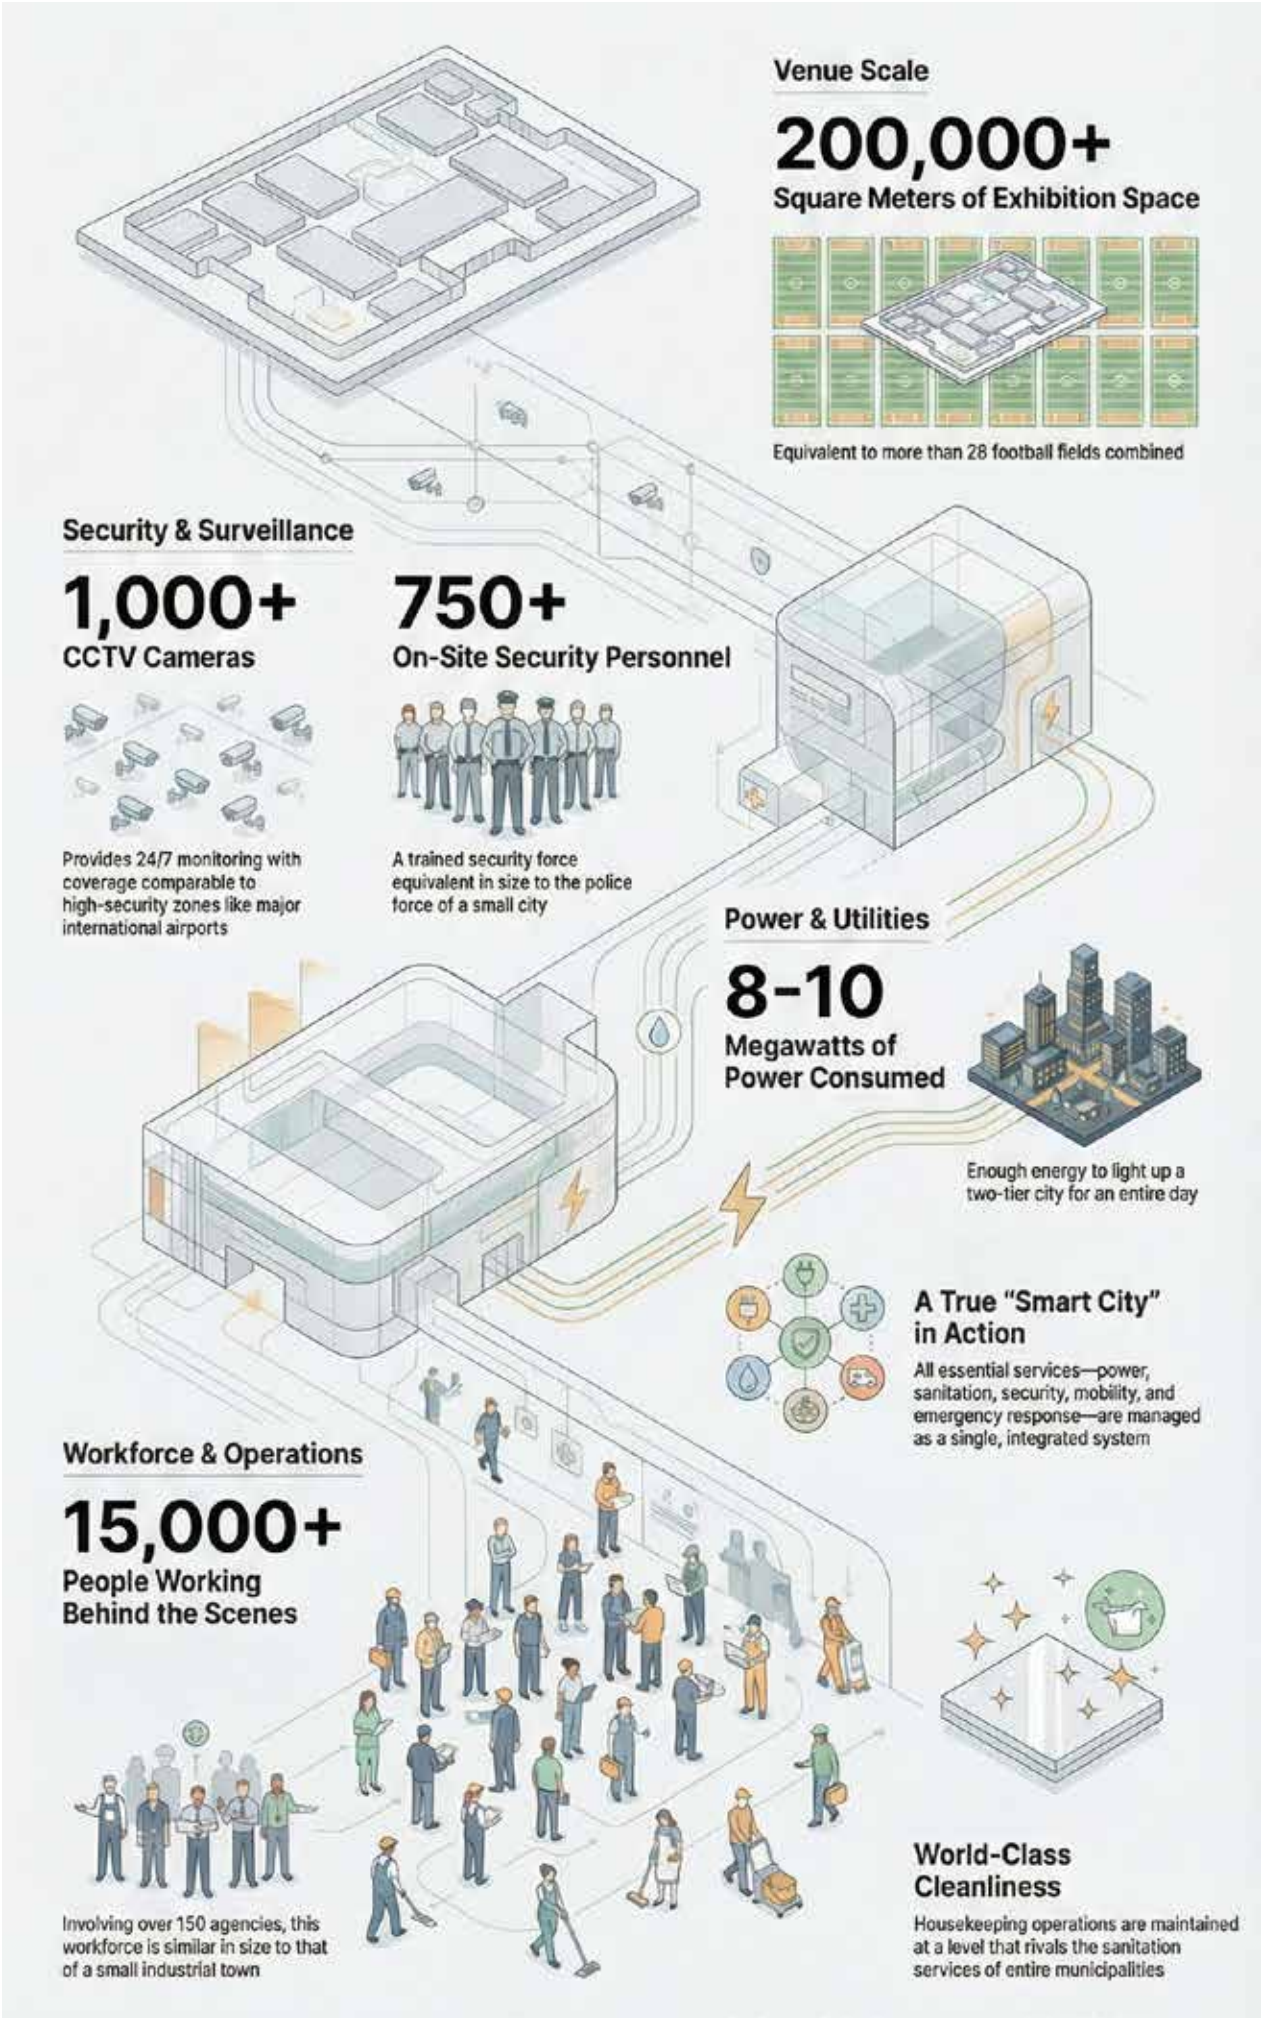 Venue Scale
200,000+
Square Meters of Exhibition Space
Equivalent to more than 28 football fields combined
Security & Surveillance
1,000+
CCTV Cameras
Provides 24/7 monitoring with
coverage comparable to
high-security zones like major
international airports
750+
On-Site Security Personnel
A trained security force
equivalent in size to the police
force of a small city
Power & Utilities
8-10
Megawatts of
Power Consumed
Enough energy to light up a
two-tier city for an entire day
A True “Smart City”
in Action
All essential services—power,
sanitation, security, mobility, and
emergency response—are managed
as a single, integrated system
Workforce & Operations
15,000+
People Working
Behind the Scenes
Involving over 150 agencies, this
workforce is similar in size to that
of a small industrial town
World-Class
Cleanliness
Housekeeping operations are maintained
at a level that rivals the sanitation
services of entire municipalities